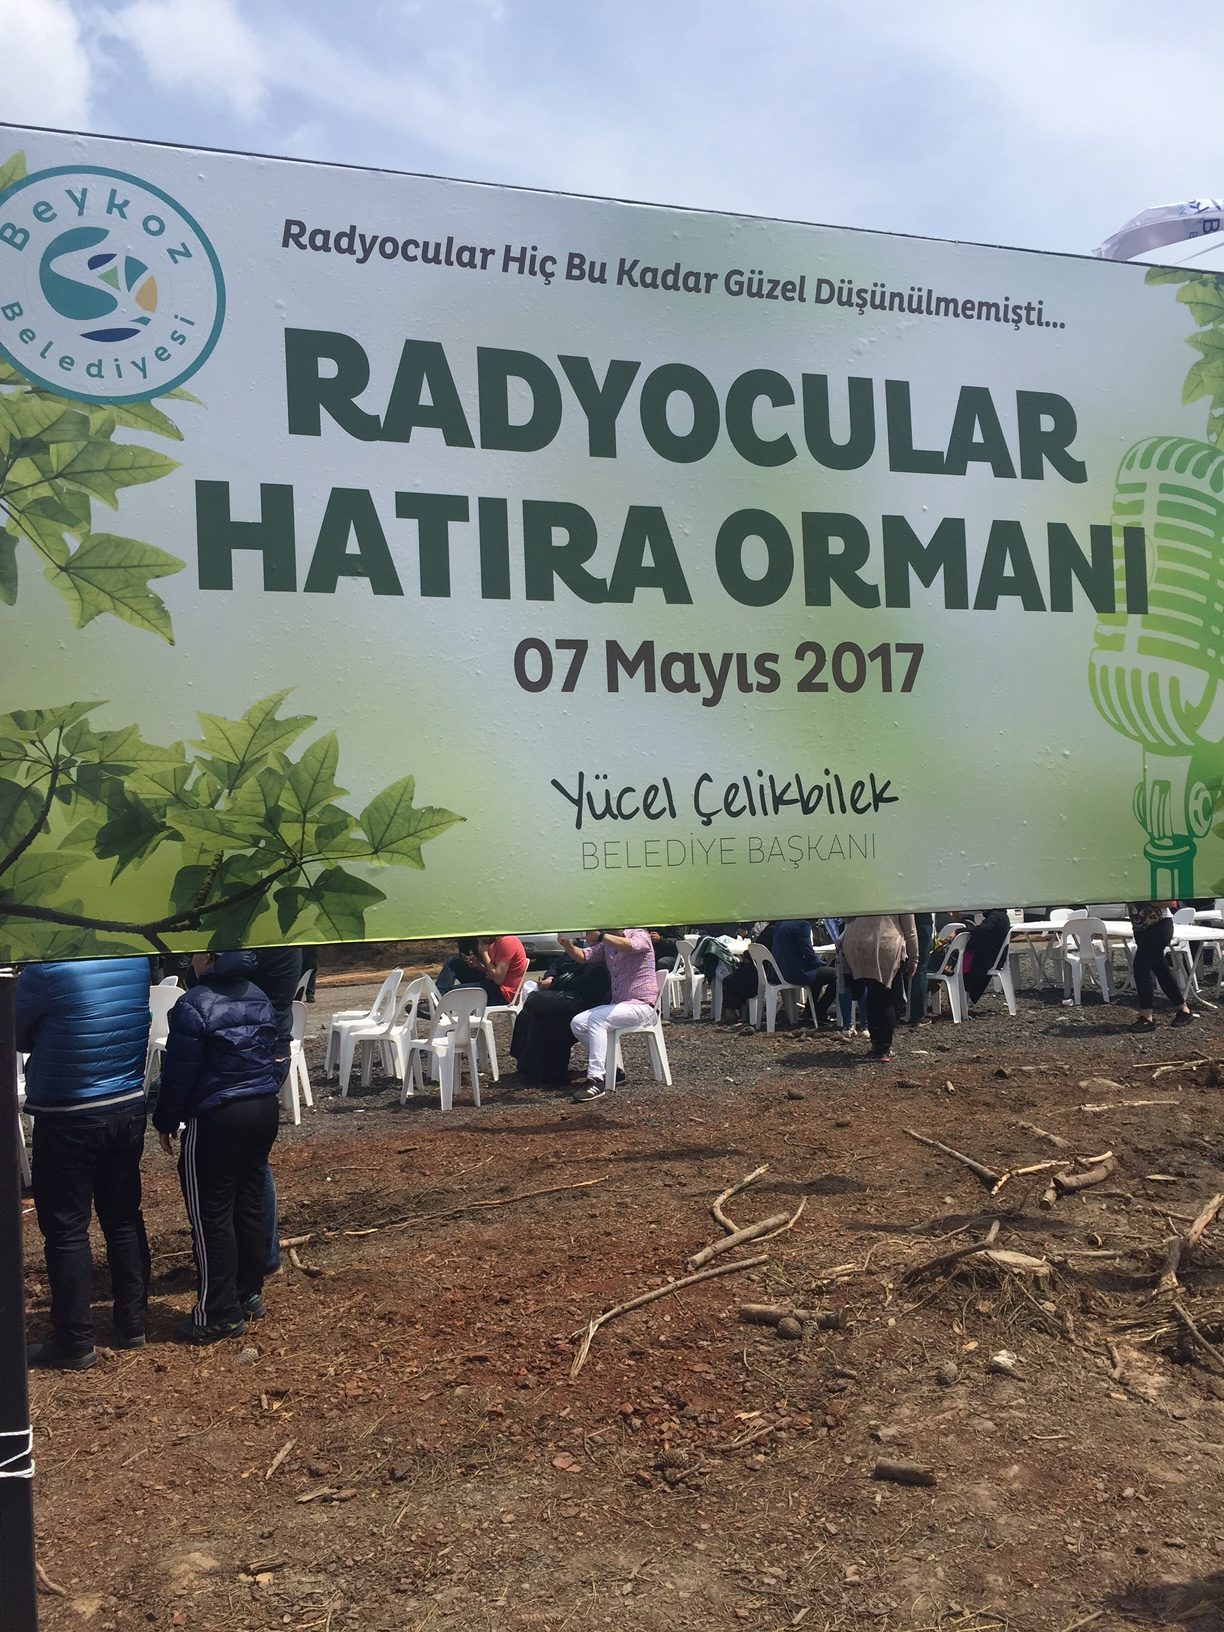 Beykoz
Belediyesi
Radyocular Hiç Bu Kadar Güzel Düşünülmemişti...
RADYOCULAR
HATIRA ORMANI
07 Mayıs 2017
Yücel Çelikbilek
BELEDİYE BAŞKANI